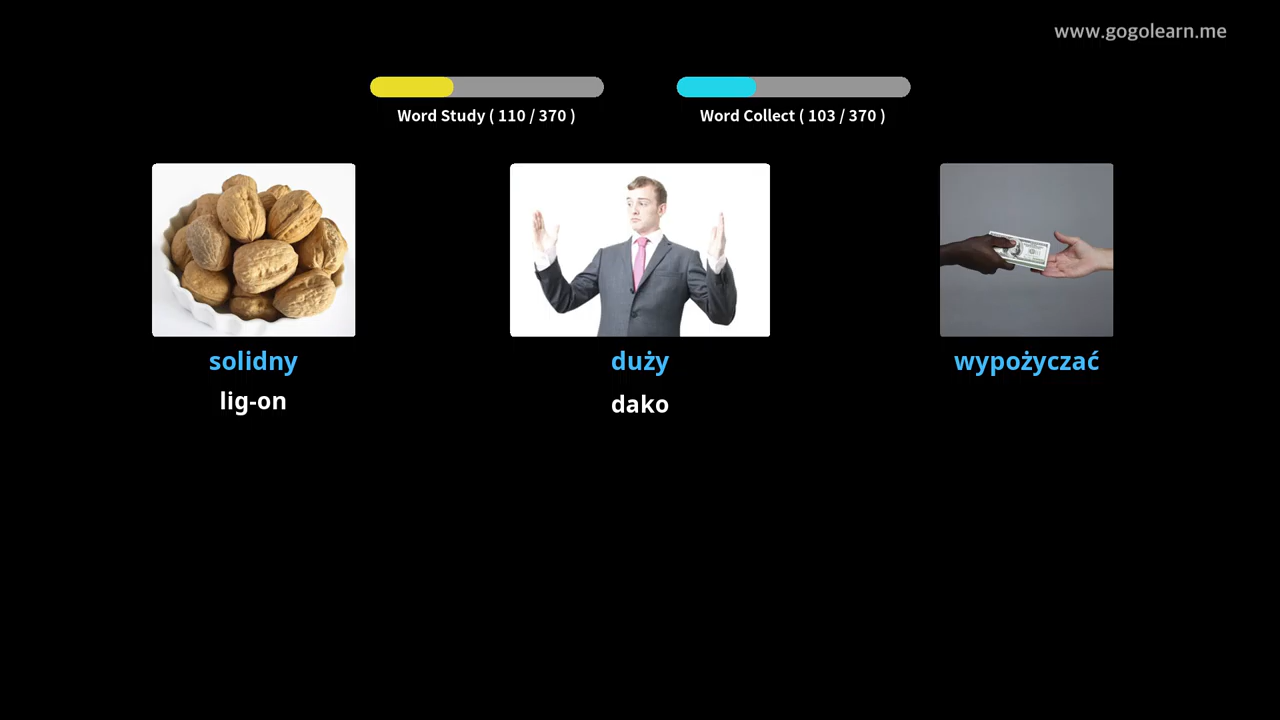 www.gogolearn.me
Word Study ( 110 / 370 )
Word Collect ( 103 / 370 )
solidny
duży
wypożyczać
lig-on
dako